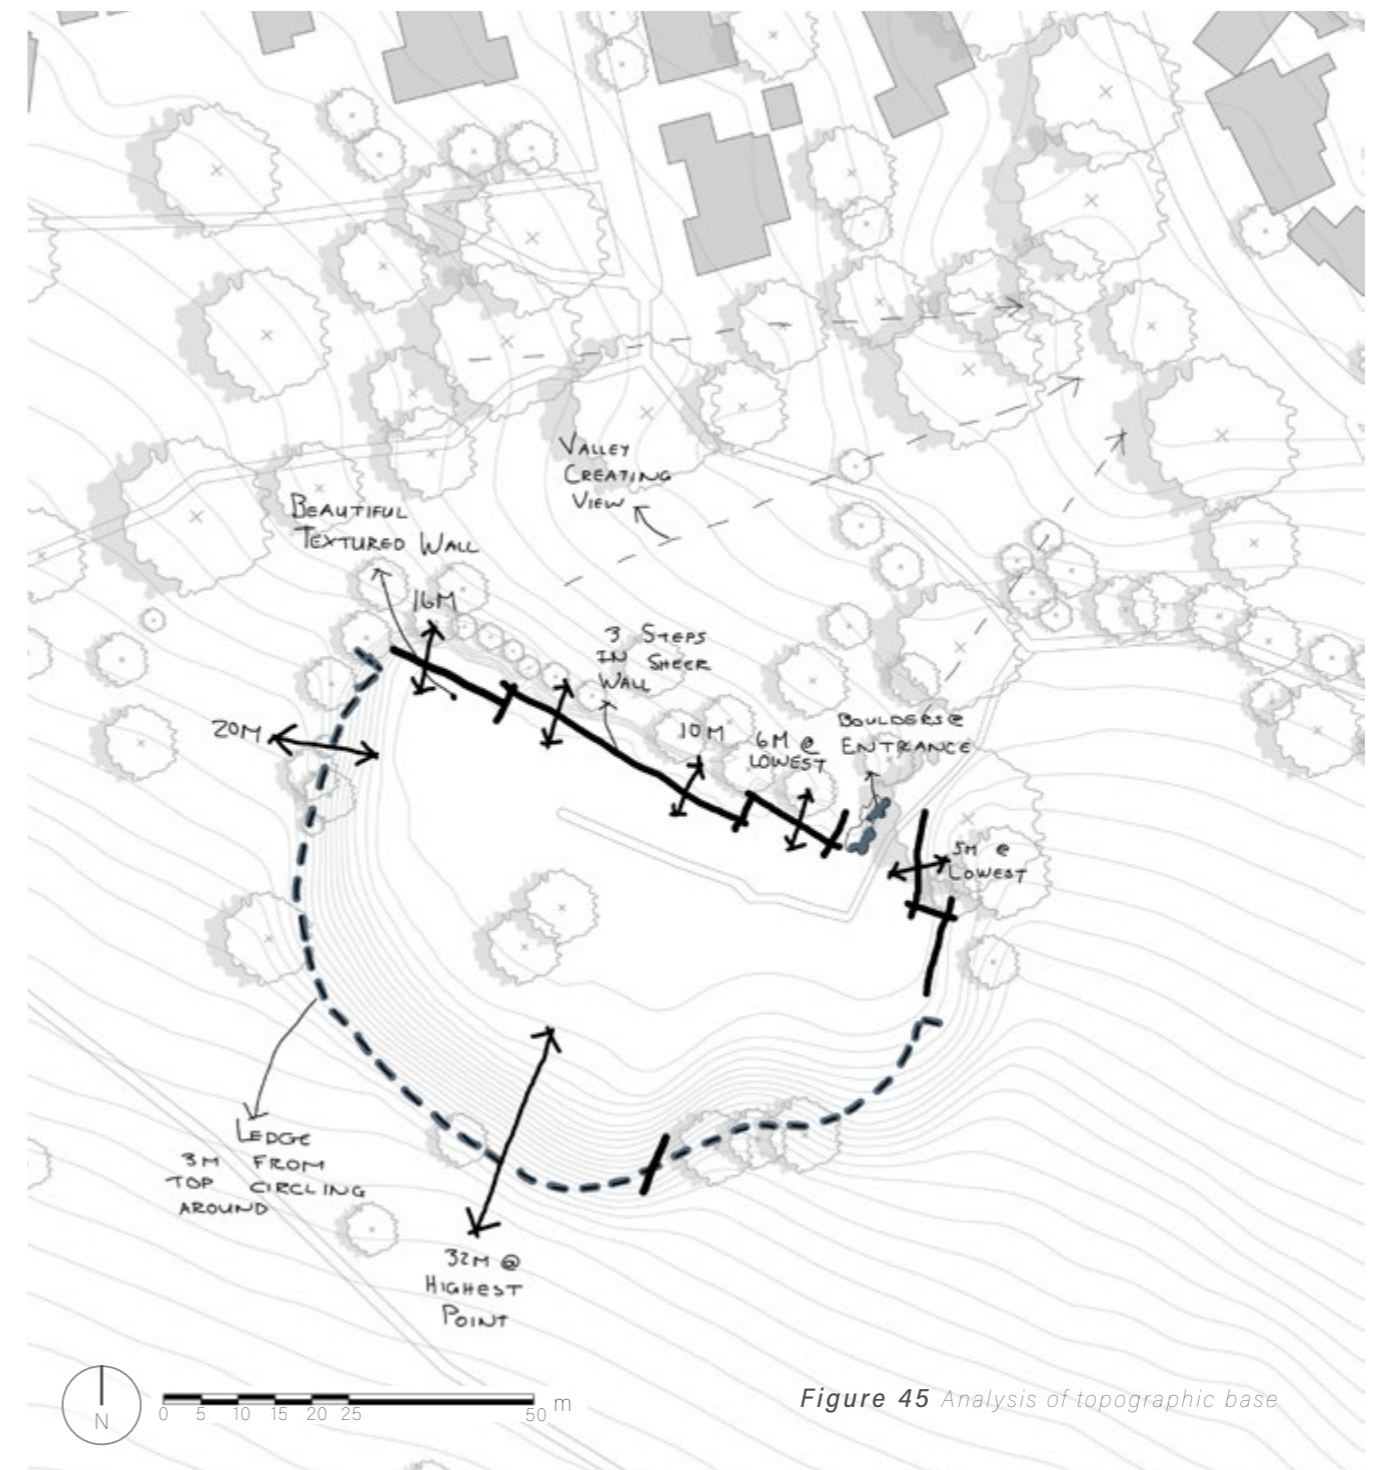 VALLEY
CREATING
VIEW
BEAUTIFUL
TEXTURED WALL
16M
3 STEPS
IN SHEER
WALL
20M
10M
6M @
LOWEST
BOULDERS @
ENTRANCE
5M @
LOWEST
LEDGE
3M FROM
TOP CIRCLING
AROUND
32M @
HIGHEST
POINT
N
0 5 10 15 20 25 50 m
Figure 45 Analysis of topographic base